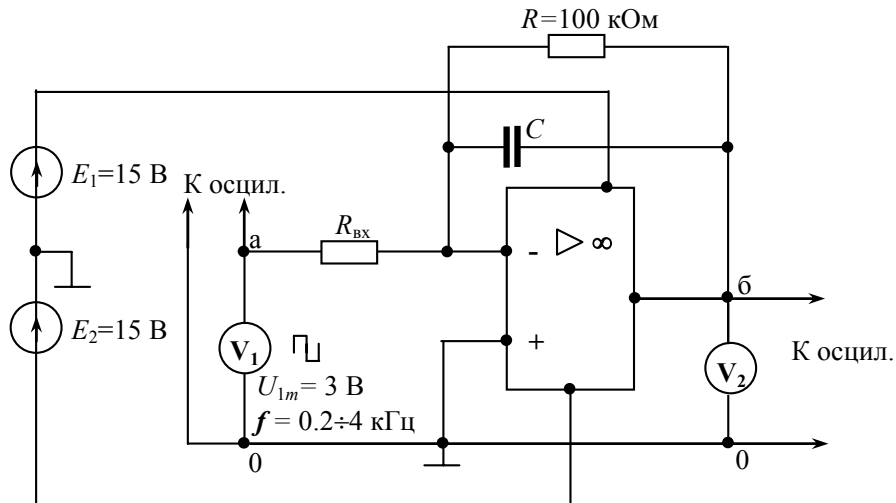 R=100 кОм
C
E1=15 В
К осцил.
а
Rвх
- ▷ ∞
б
E2=15 В
+
V1
К осцил.
V2
U1m= 3 В
f = 0.2÷4 кГц
0
0